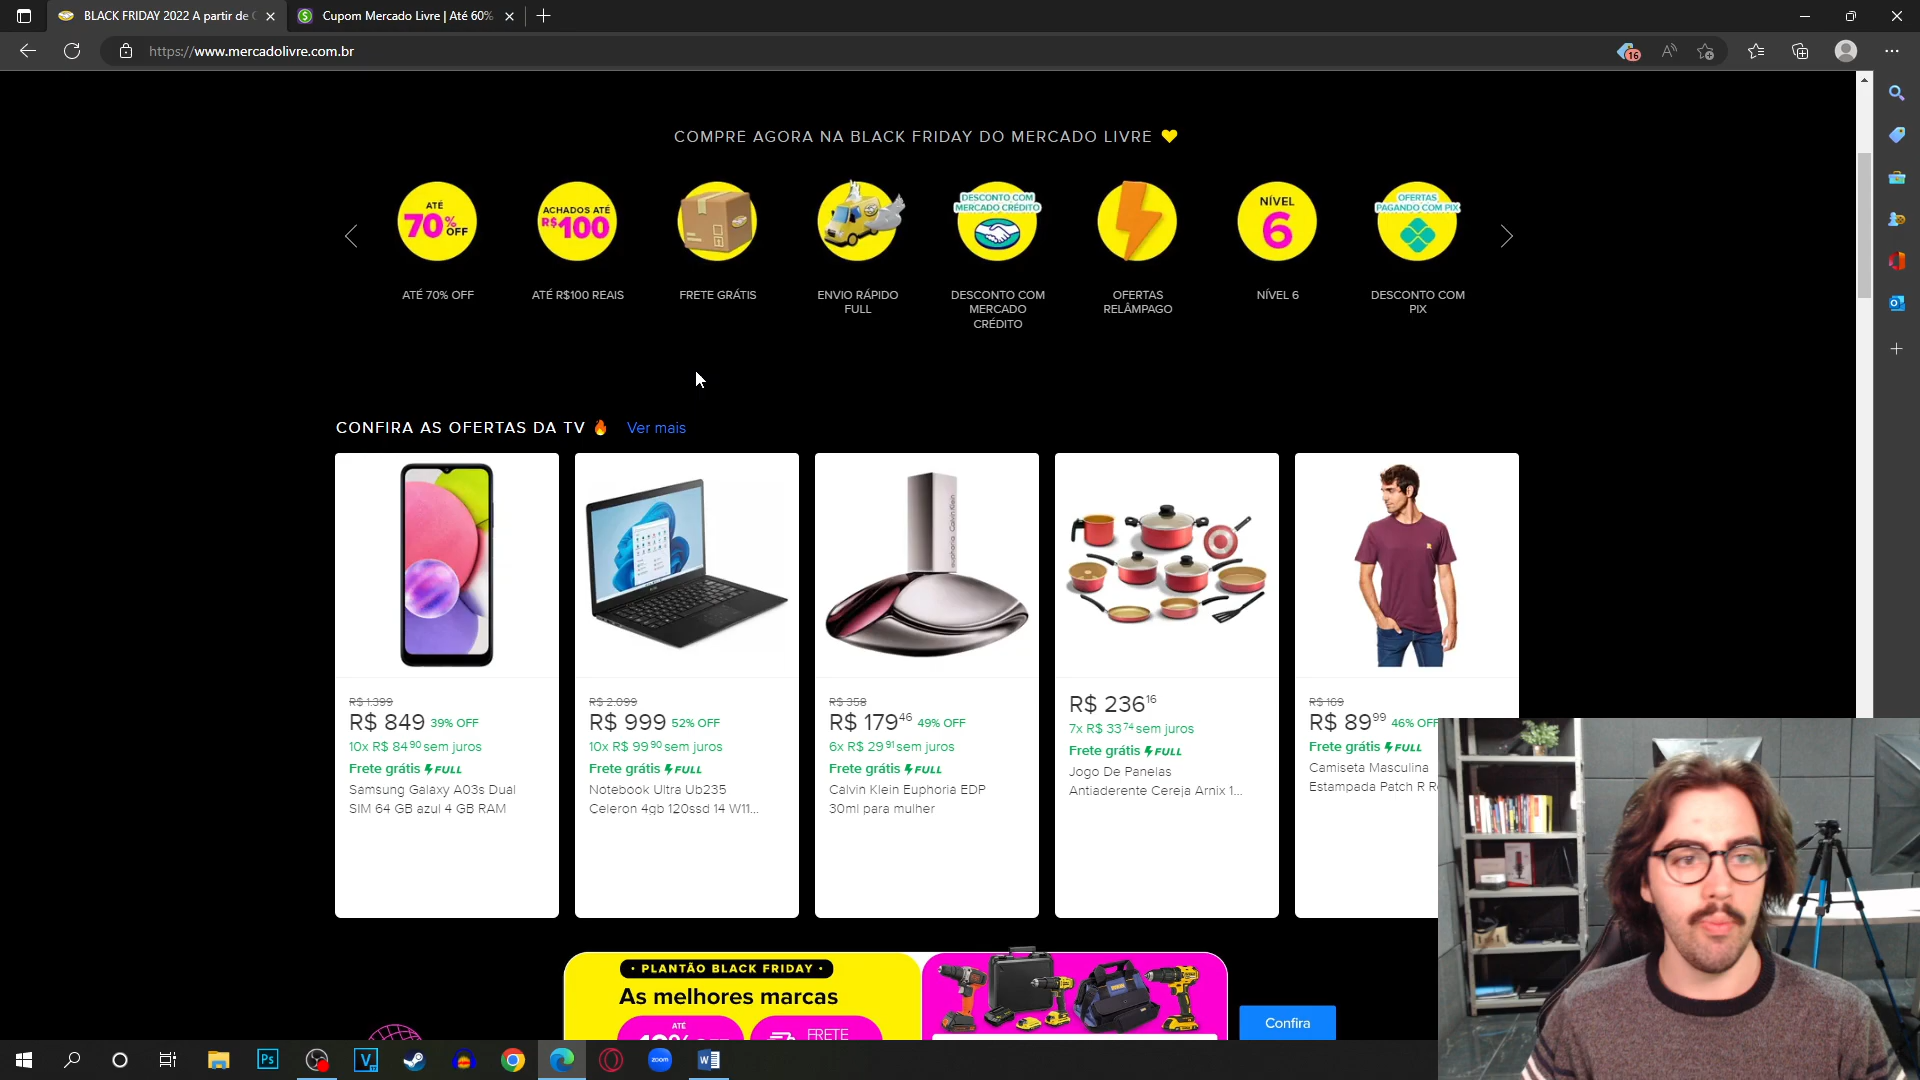 BLACK FRIDAY 2022 A partir de
Cupom Mercado Livre | Até 60%
https://www.mercadolivre.com.br
16
COMPRE AGORA NA BLACK FRIDAY DO MERCADO LIVRE
ATÉ
70% OFF
ACHADOS ATÉ
R$100
DESCONTO COM
MERCADO CRÉDITO
NÍVEL
6
OFERTAS
PAGANDO COM PIX
ATÉ 70% OFF
ATÉ R$100 REAIS
FRETE GRÁTIS
ENVIO RÁPIDO
FULL
DESCONTO COM
MERCADO
CRÉDITO
OFERTAS
RELÂMPAGO
NÍVEL 6
DESCONTO COM
PIX
CONFIRA AS OFERTAS DA TV Ver mais
R$ 1.399
R$ 849 39% OFF
10x R$ 84 90 sem juros
Frete grátis FULL
Samsung Galaxy A03s Dual
SIM 64 GB azul 4 GB RAM
R$ 2.099
R$ 999 52% OFF
10x R$ 99 90 sem juros
Frete grátis FULL
Notebook Ultra Ub235
Celeron 4gb 120ssd 14 W11...
euphoria Calvin Klein
R$ 358
R$ 179 46 49% OFF
6x R$ 29 91 sem juros
Frete grátis FULL
Calvin Klein Euphoria EDP
30ml para mulher
R$ 236 16
7x R$ 33 74 sem juros
Frete grátis FULL
Jogo De Panelas
Antiaderente Cereja Arnix 1...
R$ 169
R$ 89 99 46% OFF
Frete grátis FULL
Camiseta Masculina
Estampada Patch R
PLANTÃO BLACK FRIDAY
As melhores marcas
ATÉ
FRETE
Confira
Ps
V
zoom
W